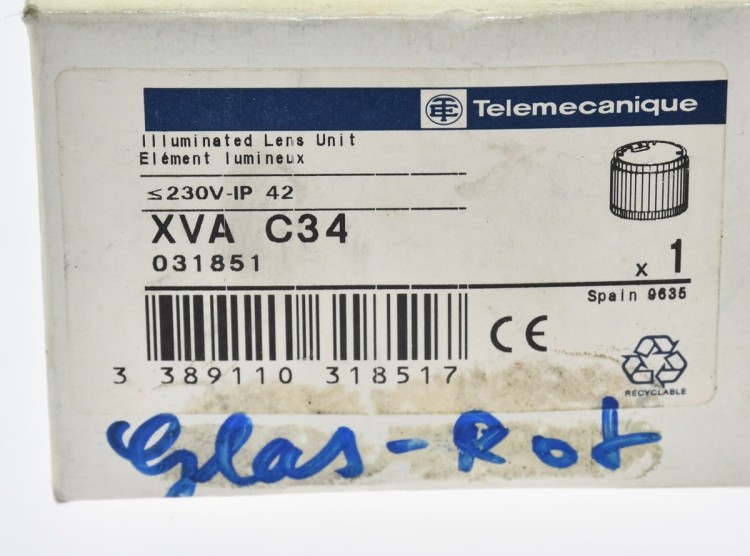 Telemecanique
Illuminated Lens Unit
Elément lumineux
≤230V-IP 42
XVA C34
031851
x 1
Spain 9635
CE
3 389110 318517
RECYCLABLE
Glas-Rot